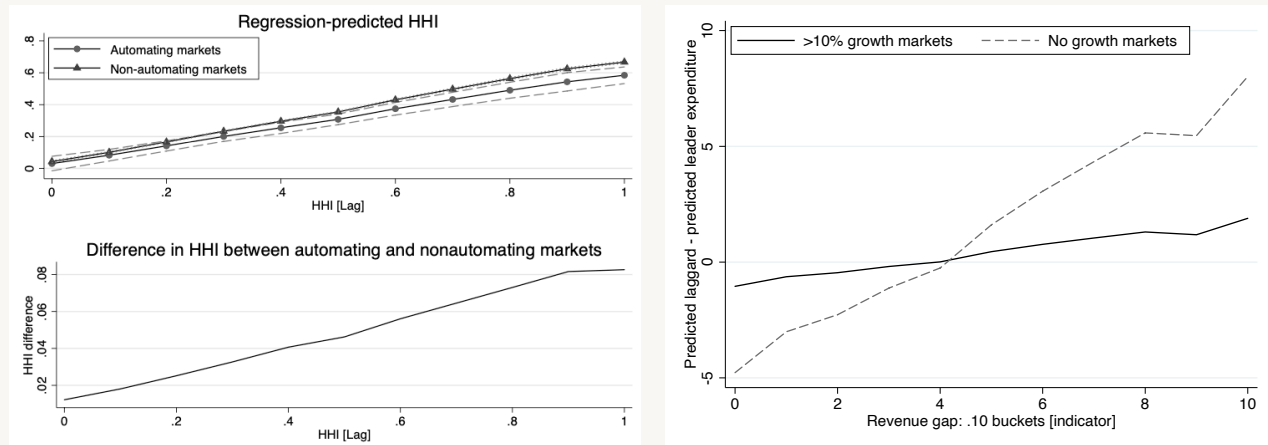 Regression-predicted HHI
Automating markets
Non-automating markets
.8
.6
.4
.2
0
0 .2 .4 .6 .8 1
HHI [Lag]
Difference in HHI between automating and nonautomating markets
HHI difference
.08
.06
.04
.02
0 .2 .4 .6 .8 1
HHI [Lag]
>10% growth markets No growth markets
Predicted laggard - predicted leader expenditure
10
5
0
-5
0 2 4 6 8 10
Revenue gap: .10 buckets [indicator]